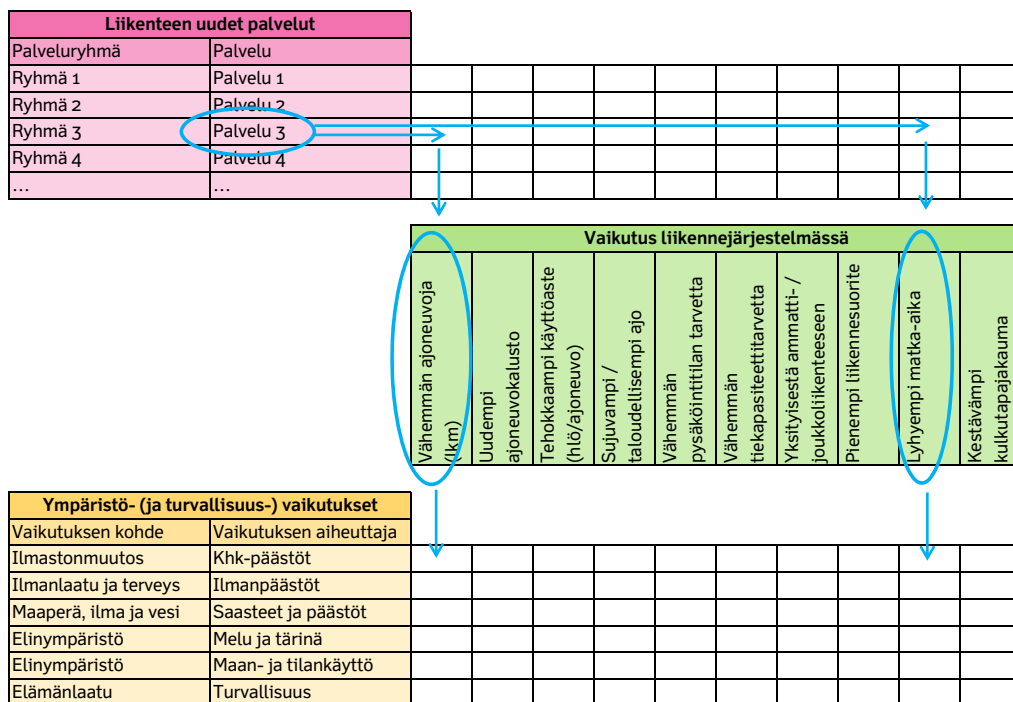 Liikenteen uudet palvelut
Palveluryhmä Palvelu
Ryhmä 1 Palvelu 1
Ryhmä 2 Palvelu 2
Ryhmä 3 Palvelu 3
Ryhmä 4 Palvelu 4
... ...
Vaikutus liikennejärjestelmässä
Vähemmän ajoneuvoja
(lkm)
Uudempi
ajoneuvokalusto
Tehokkaampi käyttöaste
(hilö/ajoneuvo)
Sujuvampi /
taloudellisempi ajo
Vähemmän
pysäköintitilan tarvetta
Vähemmän
tiekapasiteettitarvetta
Yksityisestä ammatti- /
joukkoliikenteeseen
Pienempi liikennesuorite
Lyhyempi matka-aika
Kestävämpi
kulkutapajakauma
Ympäristö- (ja turvallisuus-) vaikutukset
Vaikutuksen kohde Vaikutuksen aiheuttaja
Ilmastonmuutos Khk-päästöt
Ilmanlaatu ja terveys Ilmanpäästöt
Maaperä, ilma ja vesi Saasteet ja päästöt
Elinympäristö Melu ja tärinä
Elinympäristö Maan- ja tilankäyttö
Elämänlaatu Turvallisuus